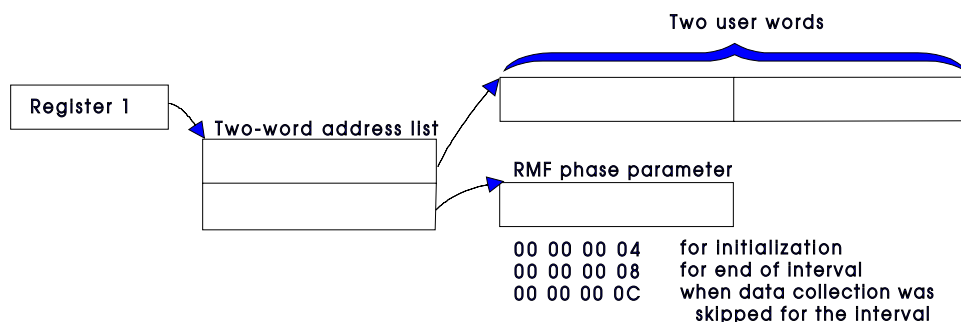 Two user words
Register 1
Two-word address list
RMF phase parameter
00 00 00 04 for initialization
00 00 00 08 for end of interval
00 00 00 0C when data collection was
skipped for the interval